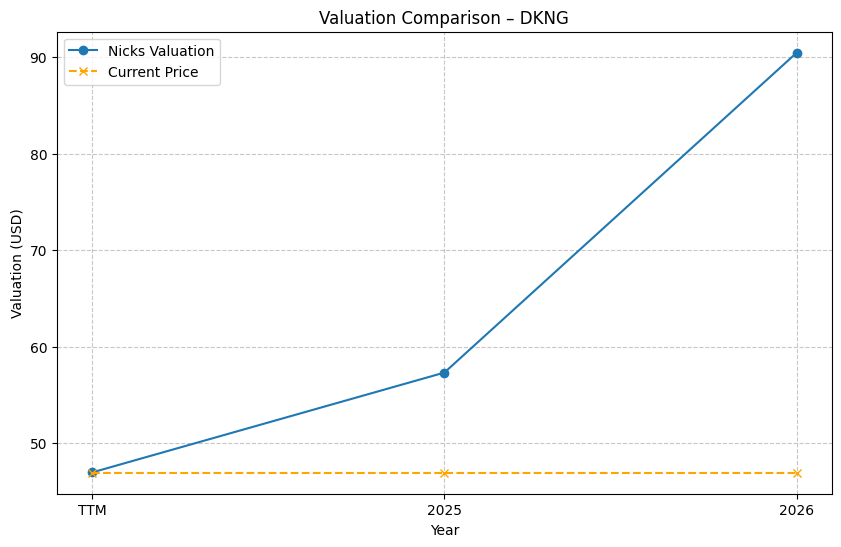 Valuation Comparison – DKNG
Nicks Valuation
Current Price
Valuation (USD)
90
80
70
60
50
TTM
2025
2026
Year